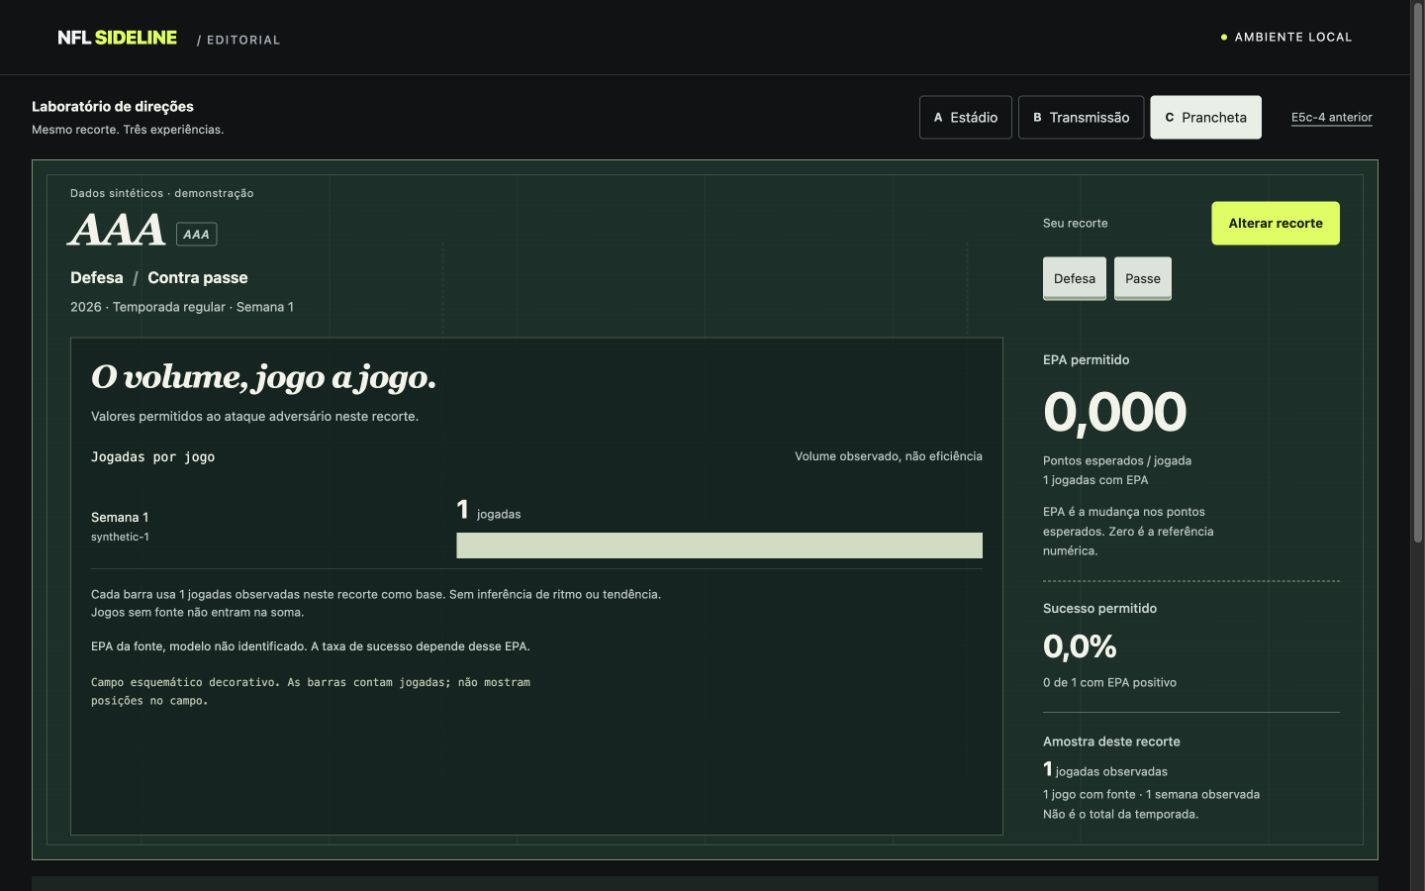 NFL SIDELINE / EDITORIAL
AMBIENTE LOCAL
Laboratório de direções
Mesmo recorte. Três experiências.
A Estádio
B Transmissão
C Prancheta
E5c-4 anterior
Dados sintéticos · demonstração
AAA AAA
Defesa / Contra passe
2026 · Temporada regular · Semana 1
Seu recorte
Alterar recorte
Defesa
Passe
O volume, jogo a jogo.
Valores permitidos ao ataque adversário neste recorte.
Jogadas por jogo
Volume observado, não eficiência
Semana 1
synthetic-1
1 jogadas
Cada barra usa 1 jogadas observadas neste recorte como base. Sem inferência de ritmo ou tendência.
Jogos sem fonte não entram na soma.
EPA da fonte, modelo não identificado. A taxa de sucesso depende desse EPA.
Campo esquemático decorativo. As barras contam jogadas; não mostram
posições no campo.
EPA permitido
0,000
Pontos esperados / jogada
1 jogadas com EPA
EPA é a mudança nos pontos
esperados. Zero é a referência
numérica.
Sucesso permitido
0,0%
0 de 1 com EPA positivo
Amostra deste recorte
1 jogadas observadas
1 jogo com fonte · 1 semana observada
Não é o total da temporada.